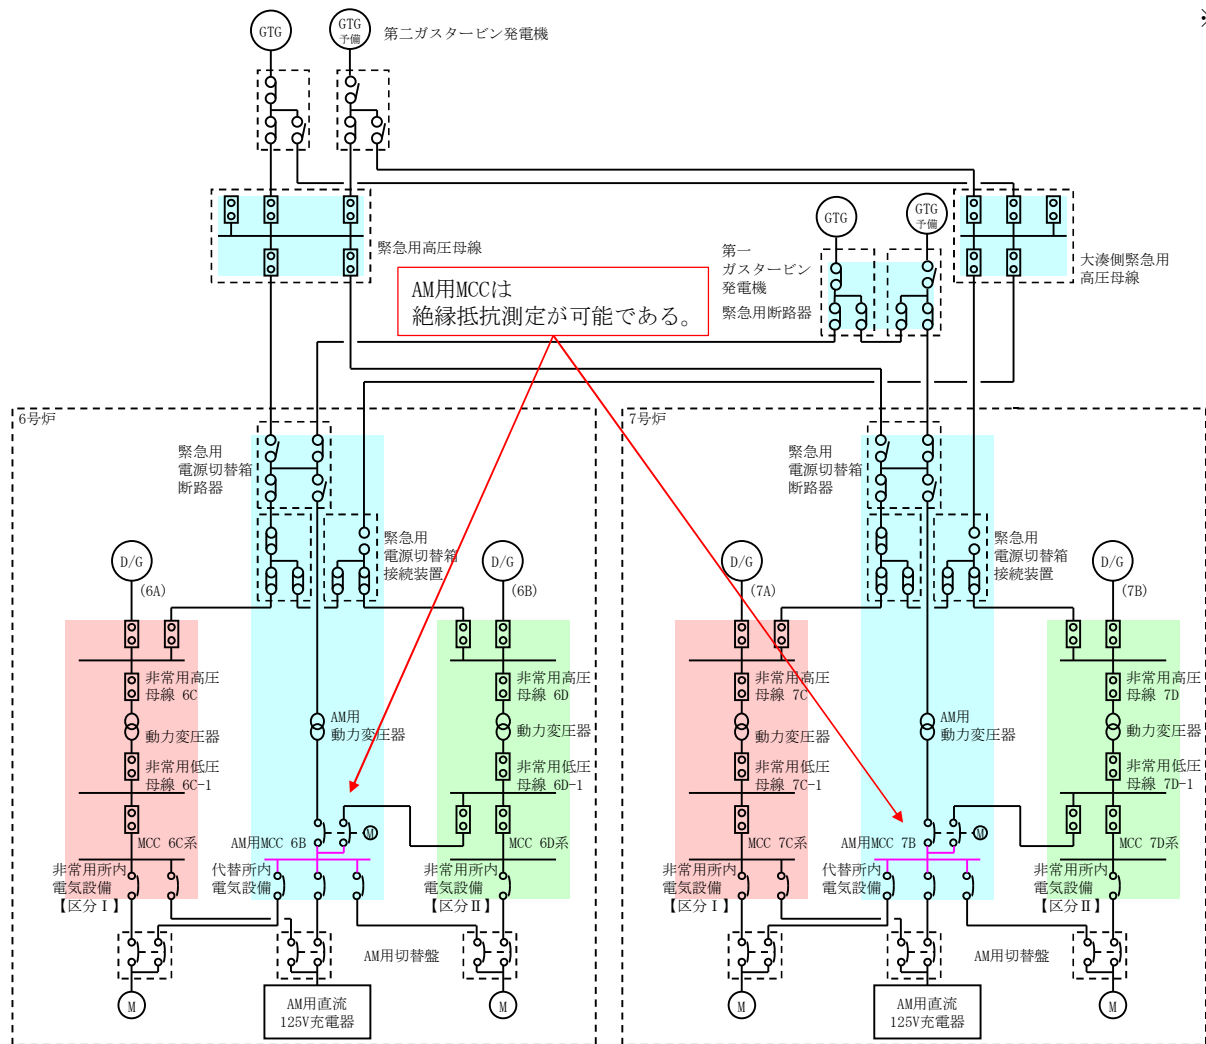 GTG
GTG
予備
第二ガスタービン発電機
緊急用高圧母線
GTG
GTG
予備
第一
ガスタービン
発電機
緊急用断路器
大湊側緊急用
高圧母線
AM用MCCは
絶縁抵抗測定が可能である。
6号炉
緊急用
電源切替箱
断路器
緊急用
電源切替箱
接続装置
D/G
(6A)
D/G
(6B)
非常用高圧
母線 6C
動力変圧器
非常用低圧
母線 6C-1
MCC 6C系
非常用所内
電気設備
【区分Ⅰ】
AM用
動力変圧器
AM用MCC 6B
M
代替所内
電気設備
非常用高圧
母線 6D
動力変圧器
非常用低圧
母線 6D-1
MCC 6D系
非常用所内
電気設備
【区分Ⅱ】
AM用切替盤
M
AM用直流
125V充電器
M
7号炉
緊急用
電源切替箱
断路器
緊急用
電源切替箱
接続装置
D/G
(7A)
D/G
(7B)
非常用高圧
母線 7C
動力変圧器
非常用低圧
母線 7C-1
MCC 7C系
非常用所内
電気設備
【区分Ⅰ】
AM用
動力変圧器
AM用MCC 7B
M
代替所内
電気設備
非常用高圧
母線 7D
動力変圧器
非常用低圧
母線 7D-1
MCC 7D系
非常用所内
電気設備
【区分Ⅱ】
AM用切替盤
M
AM用直流
125V充電器
M